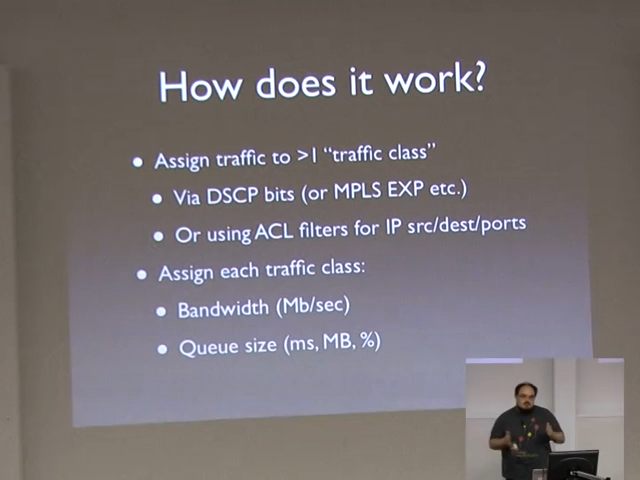 How does it work?
Assign traffic to >1 "traffic class"
Via DSCP bits (or MPLS EXP etc.)
Or using ACL filters for IP src/dest/ports
Assign each traffic class:
Bandwidth (Mb/sec)
Queue size (ms, MB, %)